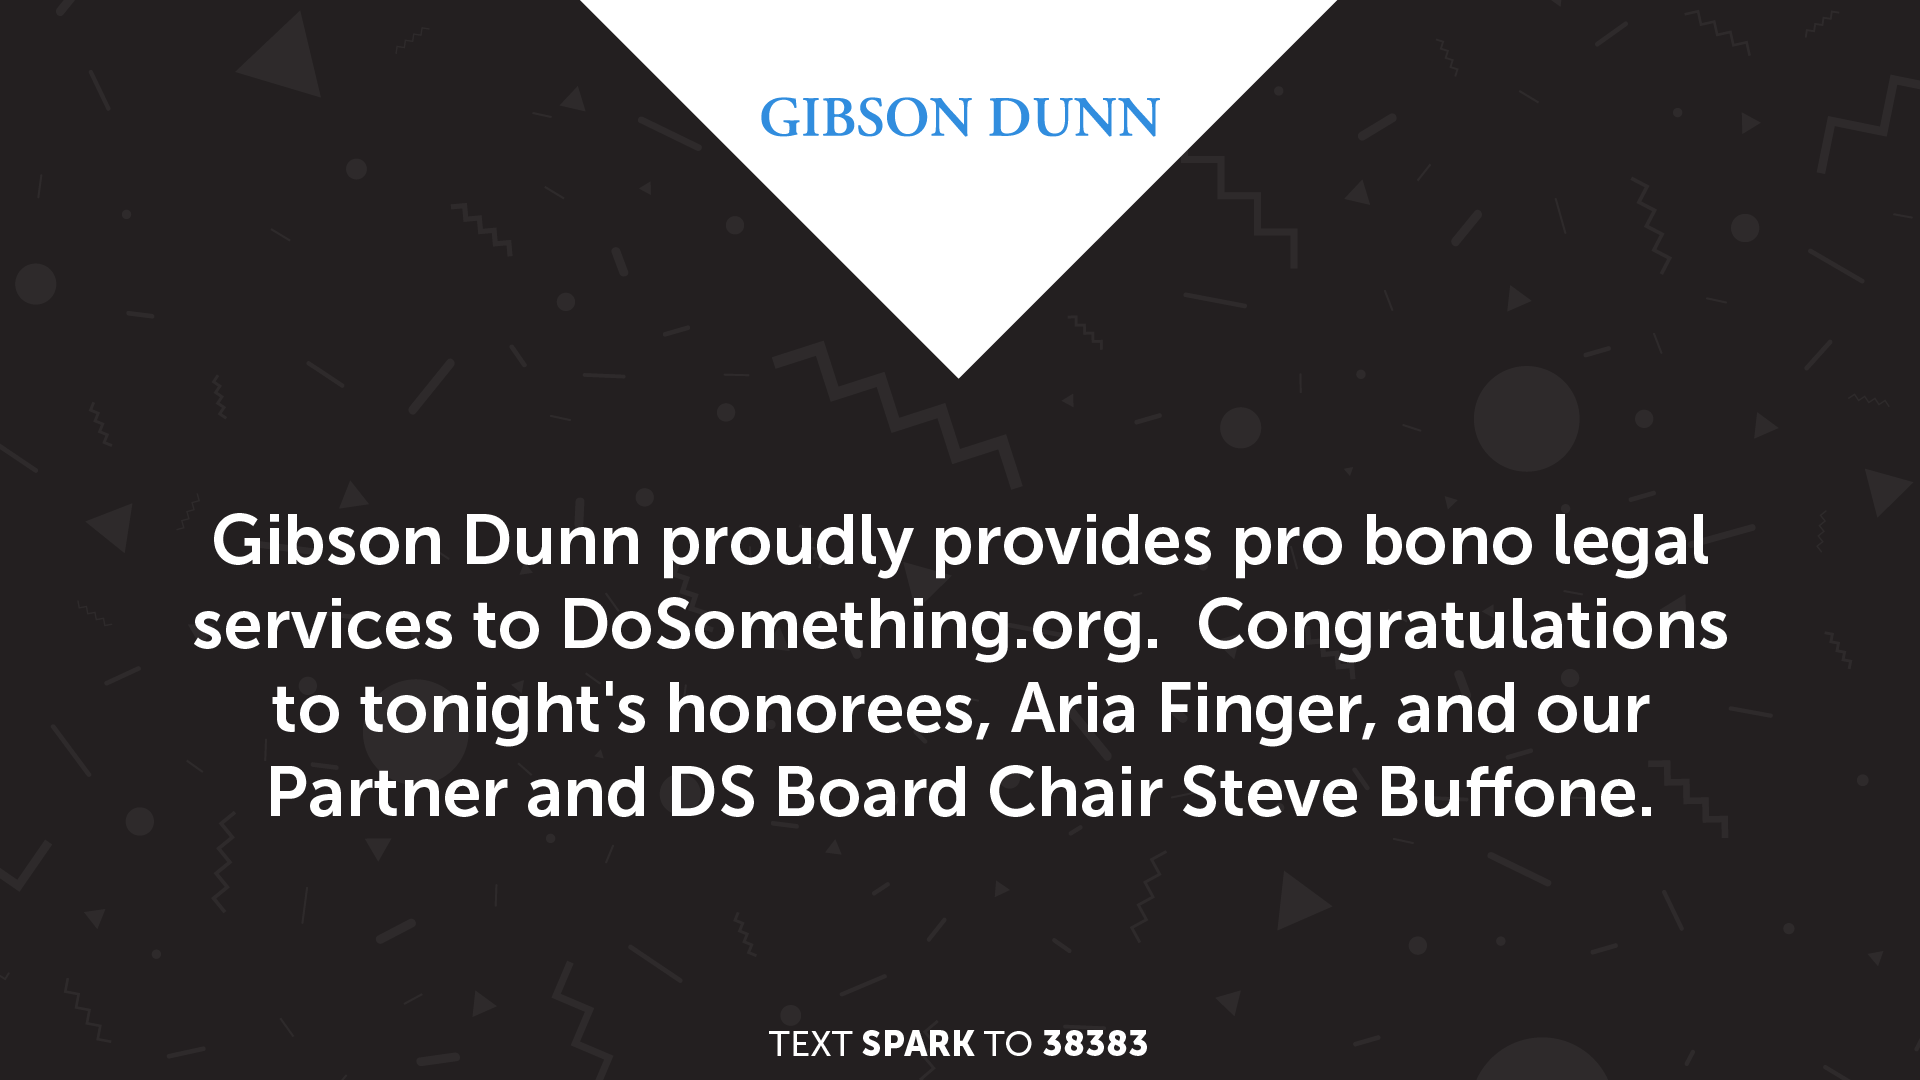 GIBSON DUNN
Gibson Dunn proudly provides pro bono legal
services to DoSomething.org.  Congratulations
to tonight's honorees, Aria Finger, and our
Partner and DS Board Chair Steve Buffone.
TEXT SPARK TO 38383